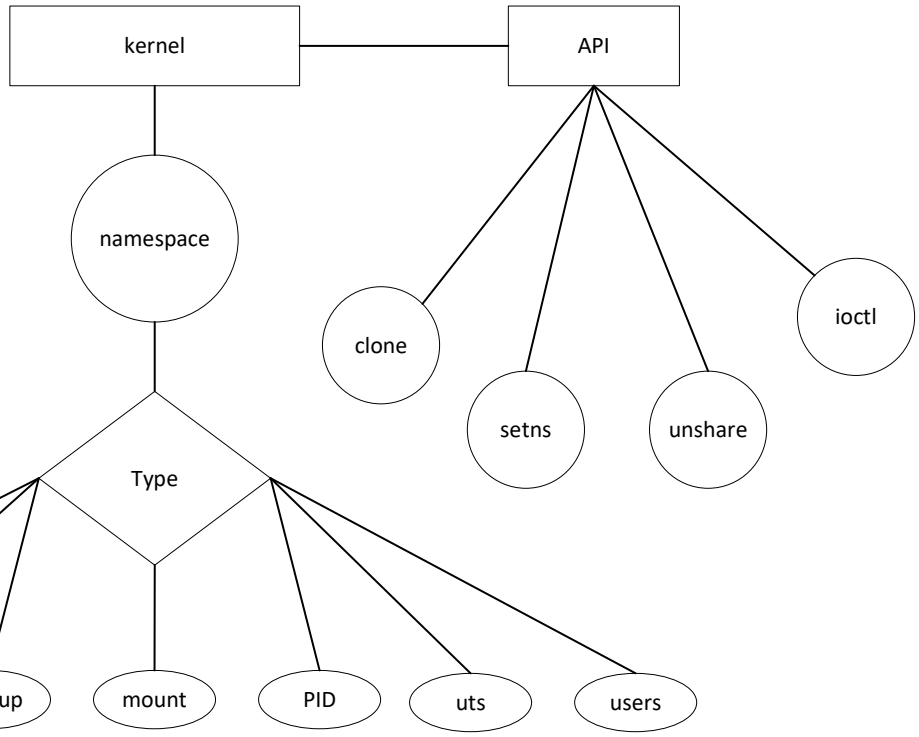 kernel
API
namespace
ioctl
clone
setns
unshare
Type
up
mount
PID
uts
users